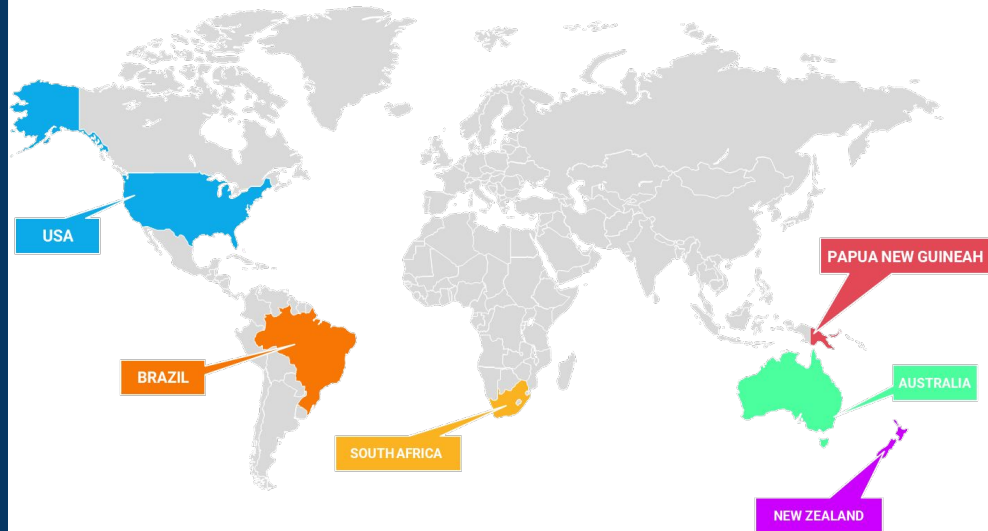 USA
PAPUA NEW GUINEAH
BRAZIL
AUSTRALIA
SOUTH AFRICA
NEW ZEALAND